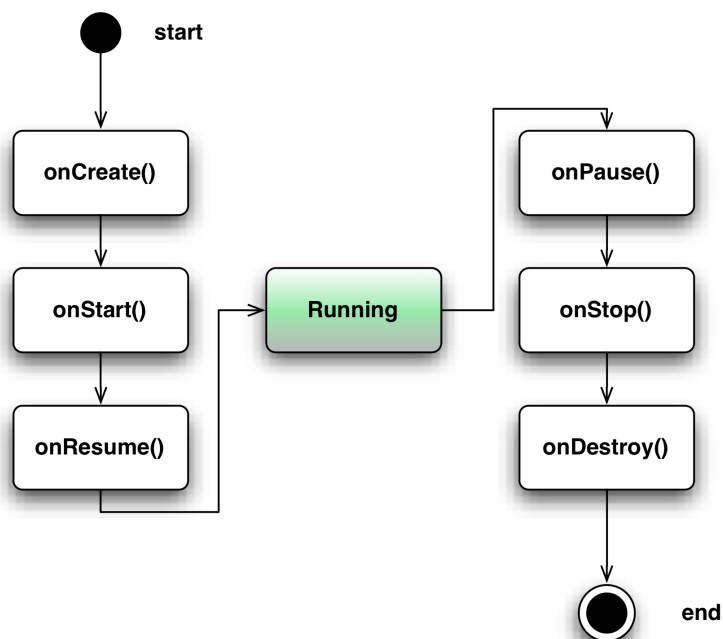 start
onCreate()
onStart()
onResume()
Running
onPause()
onStop()
onDestroy()
end